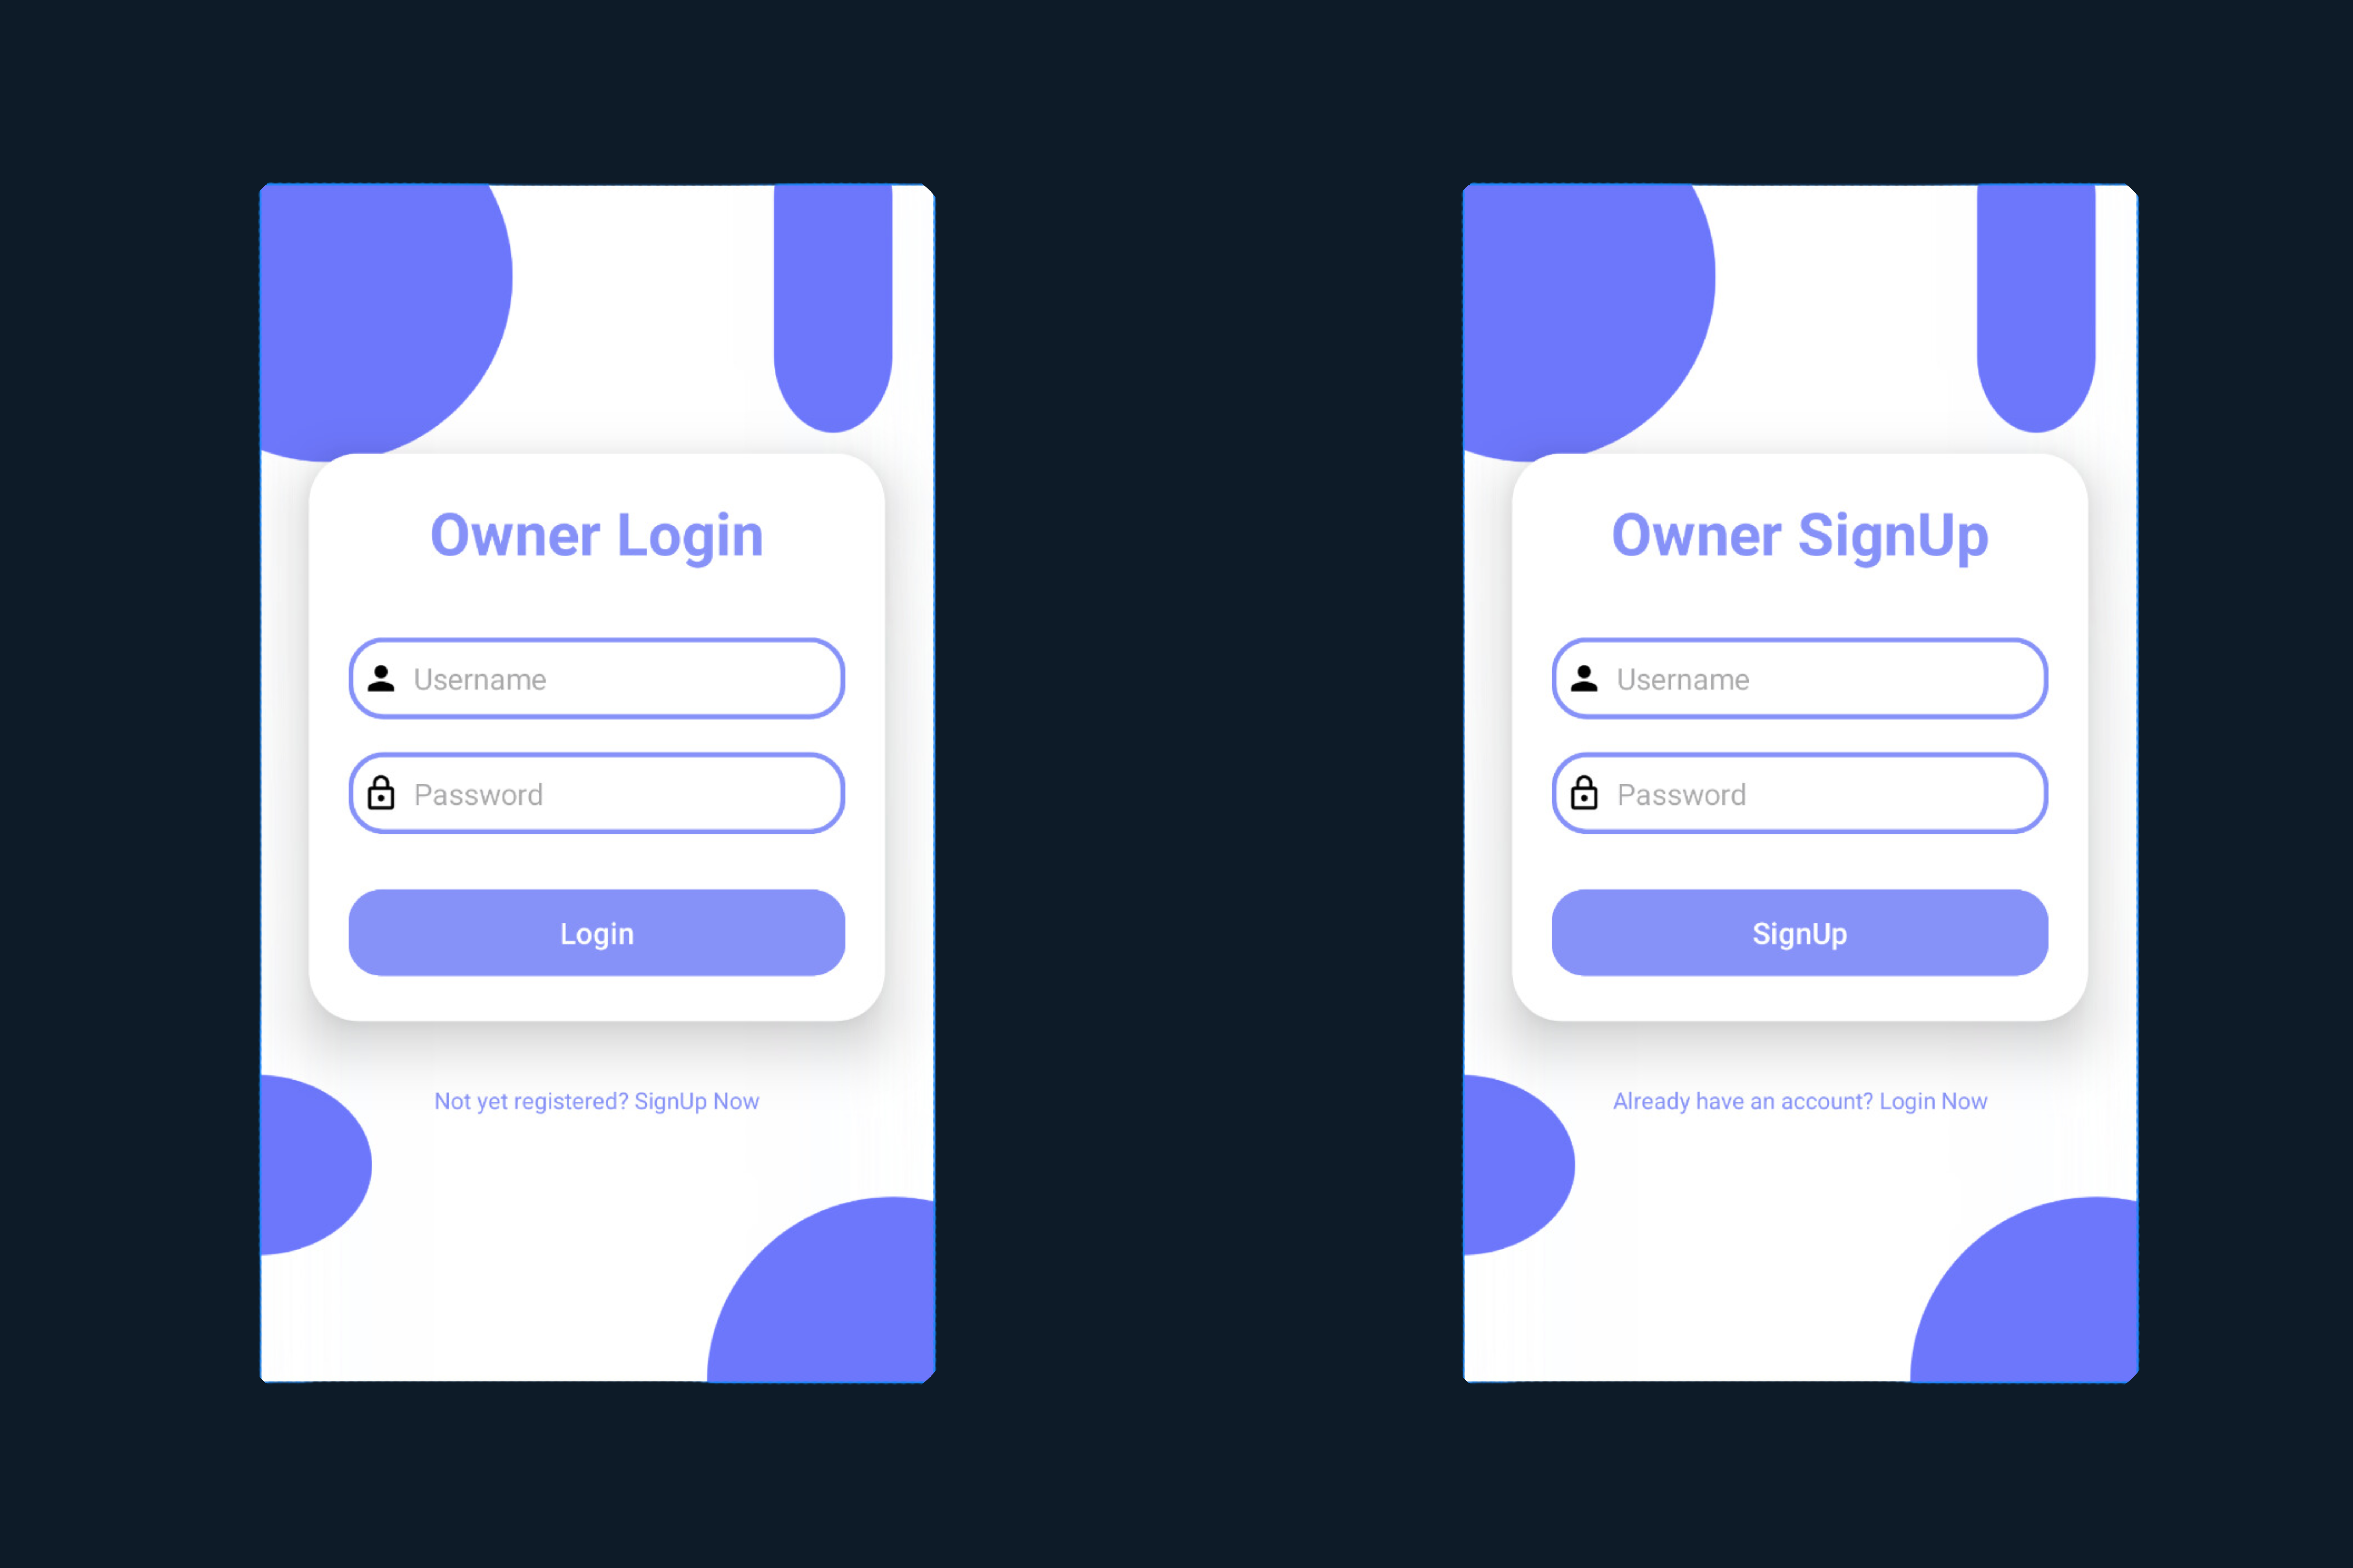 Owner Login
Username
Password
Login
Not yet registered? SignUp Now
Owner SignUp
Username
Password
SignUp
Already have an account? Login Now